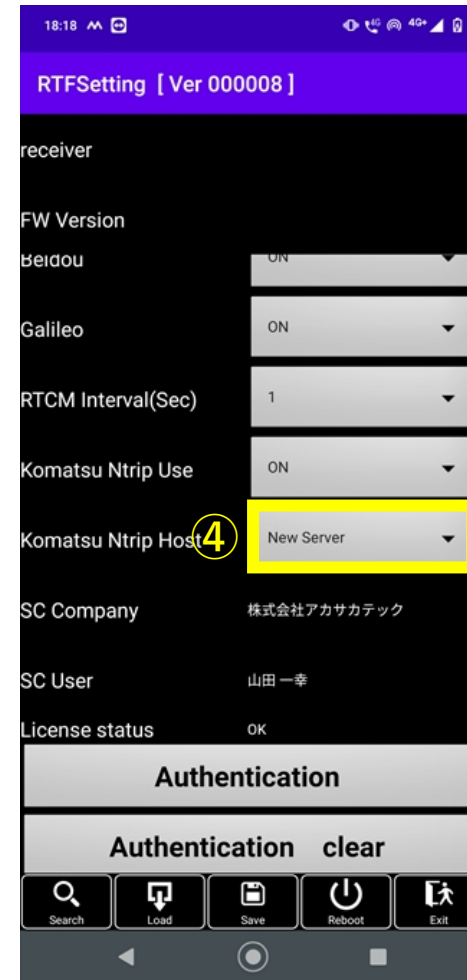 18:18 4G 4G+
RTFSetting [ Ver 000008 ]
receiver
FW Version
Beidou ON
Galileo ON
RTCM Interval(Sec) 1
Komatsu Ntrip Use ON
Komatsu Ntrip Host ④ New Server
SC Company 株式会社アカサカテック
SC User 山田 一幸
License status OK
Authentication
Authentication clear
Search Load Save Reboot Exit